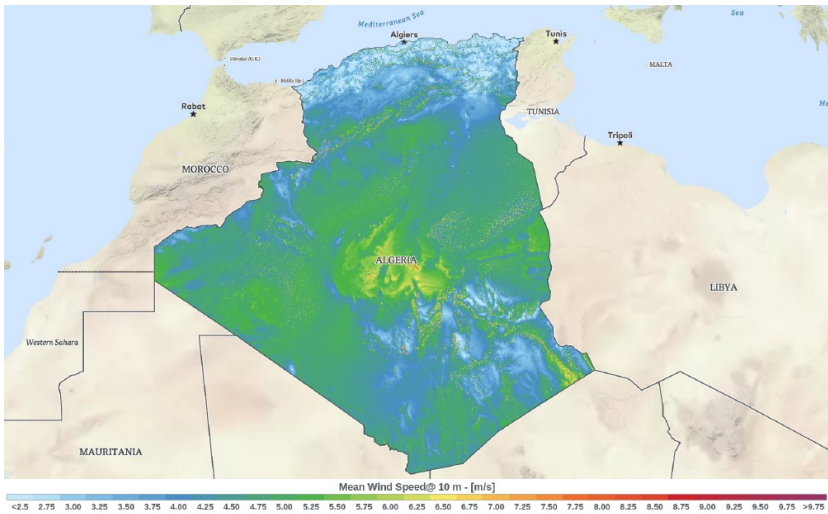 Mediterranean Sea
Sea
Algiers
Tunis
MALTA
Rabat
TUNISIA
Tripoli
MOROCCO
ALGERIA
LIBYA
Western Sahara
MAURITANIA
Mean Wind Speed@ 10 m - [m/s]
<2.5 2.75 3.00 3.25 3.50 3.75 4.00 4.25 4.50 4.75 5.00 5.25 5.50 5.75 6.00 6.25 6.50 6.75 7.00 7.25 7.50 7.75 8.00 8.25 8.50 8.75 9.00 9.25 9.50 9.75 >9.75